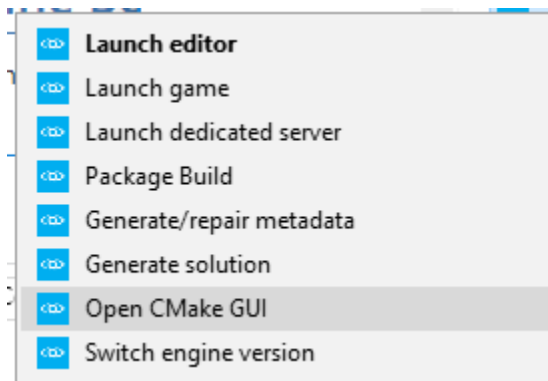 Launch editor
Launch game
Launch dedicated server
Package Build
Generate/repair metadata
Generate solution
Open CMake GUI
Switch engine version